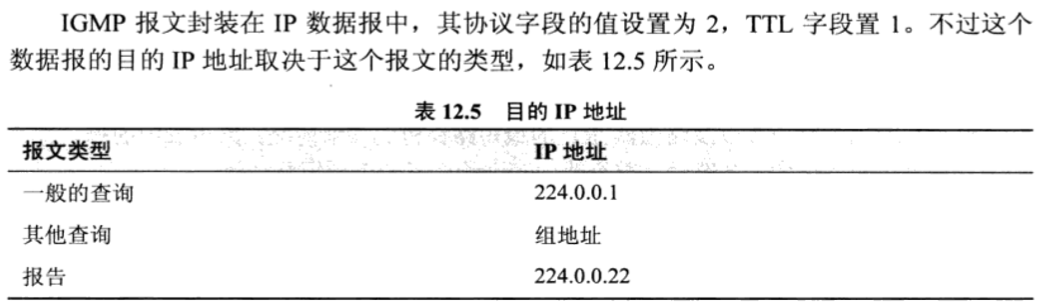 IGMP 报文封装在 IP 数据报中，其协议字段的值设置为 2，TTL 字段置 1。不过这个
数据报的目的 IP 地址取决于这个报文的类型，如表 12.5 所示。
表 12.5 目的 IP 地址
报文类型 IP 地址
一般的查询 224.0.0.1
其他查询 组地址
报告 224.0.0.22